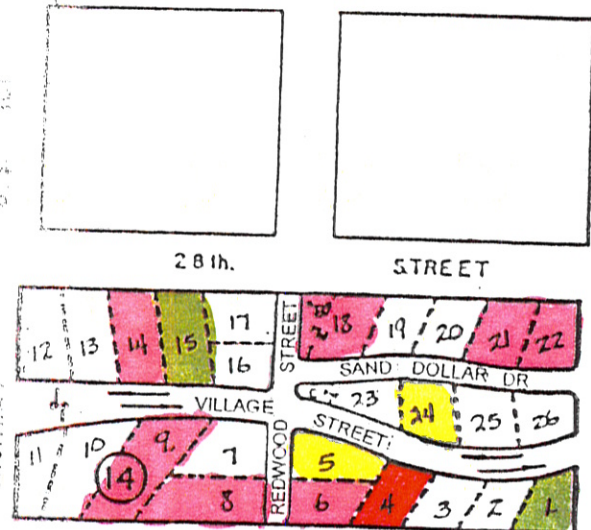 28th. STREET
12 13 14 15 17 STREET 18 19 20 21 22
16
SAND DOLLAR DR
VILLAGE 23 24 25 26
STREET
11 10 9 7 REDWOOD 5
14 8 6 4 3 2 1